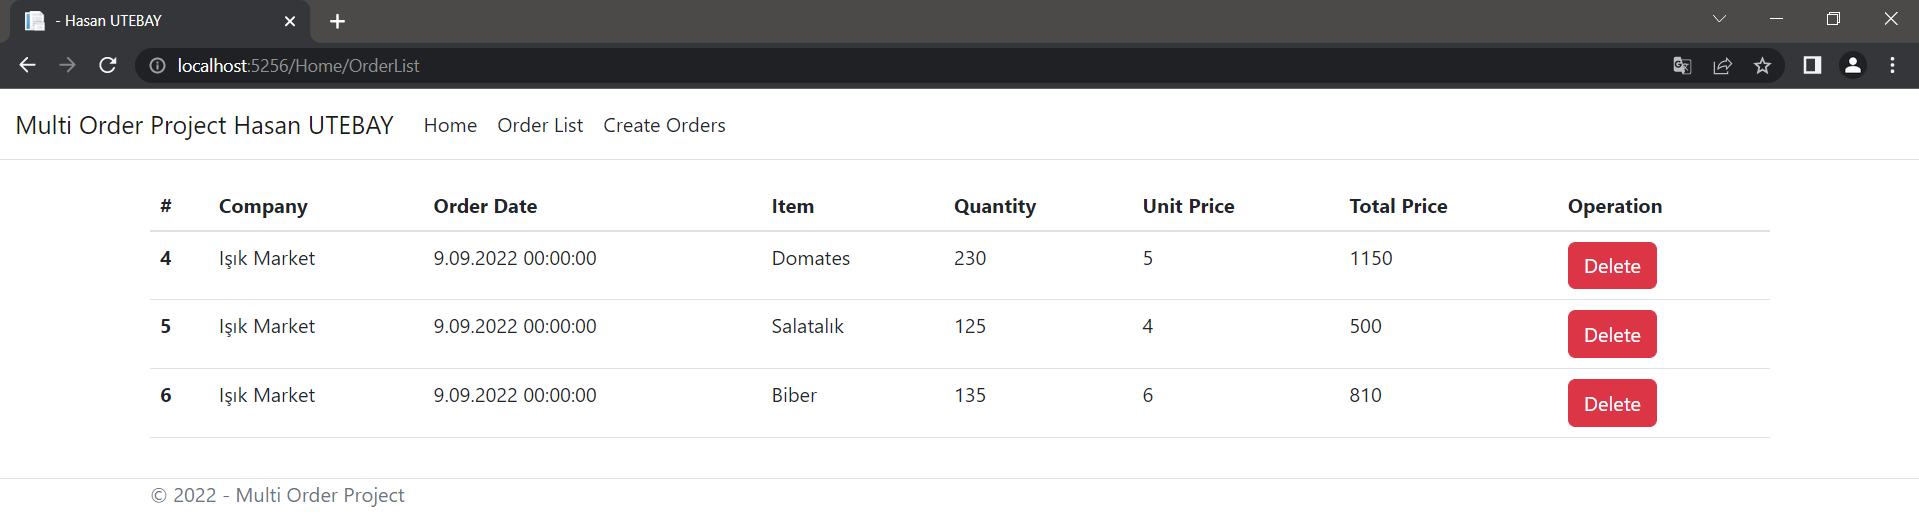 - Hasan UTEBAY
localhost:5256/Home/OrderList
Multi Order Project Hasan UTEBAY Home Order List Create Orders
# Company Order Date Item Quantity Unit Price Total Price Operation
4 Işık Market 9.09.2022 00:00:00 Domates 230 5 1150 Delete
5 Işık Market 9.09.2022 00:00:00 Salatalık 125 4 500 Delete
6 Işık Market 9.09.2022 00:00:00 Biber 135 6 810 Delete
© 2022 - Multi Order Project